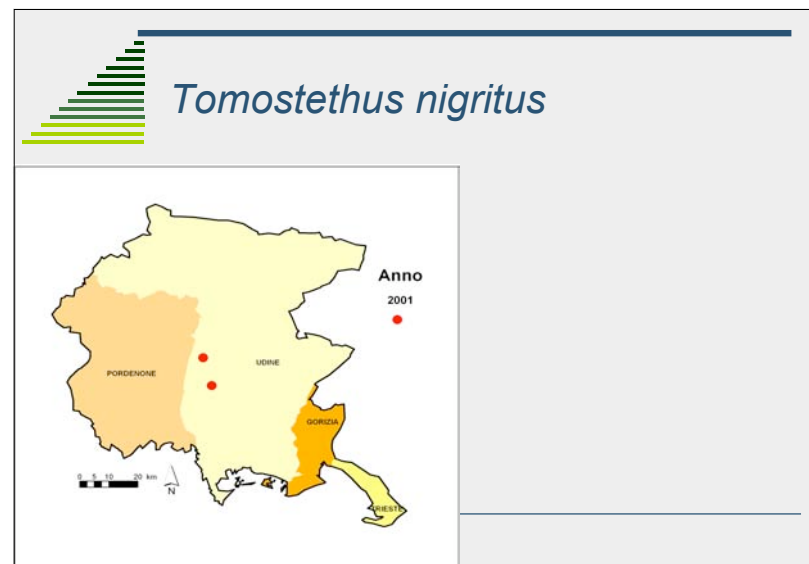 Tomostethus nigritus
Anno
2001
UDINE
PORDENONE
GORIZIA
0 5 10 20 km
N
TRIESTE